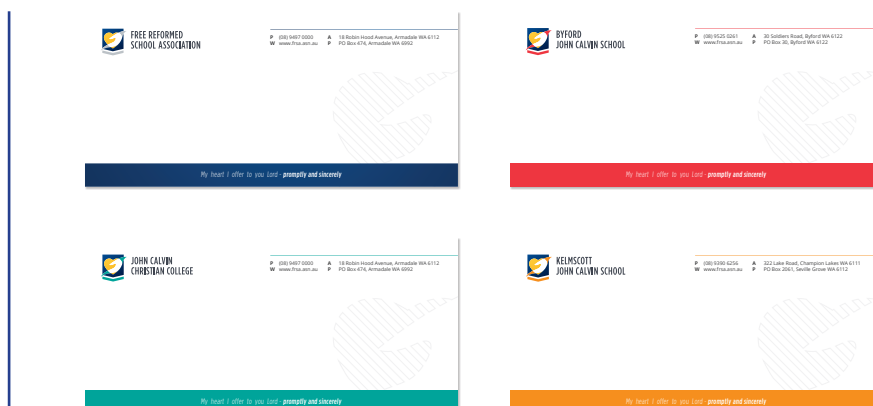 FREE REFORMED
SCHOOL ASSOCIATION
P (08) 9497 0000 A 18 Robin Hood Avenue, Armadale WA 6112
W www.frsa.asn.au P PO Box 474, Armadale WA 6992
My heart I offer to you Lord - promptly and sincerely
BYFORD
JOHN CALVIN SCHOOL
P (08) 9525 0261 A 30 Soldiers Road, Byford WA 6122
W www.frsa.asn.au P PO Box 36, Byford WA 6122
My heart I offer to you Lord - promptly and sincerely
JOHN CALVIN
CHRISTIAN COLLEGE
P (08) 9497 0000 A 18 Robin Hood Avenue, Armadale WA 6112
W www.frsa.asn.au P PO Box 474, Armadale WA 6992
My heart I offer to you Lord - promptly and sincerely
KELMSCOTT
JOHN CALVIN SCHOOL
P (08) 9390 6256 A 322 Lake Road, Champion Lakes WA 6111
W www.frsa.asn.au P PO Box 2061, Seville Grove WA 6112
My heart I offer to you Lord - promptly and sincerely